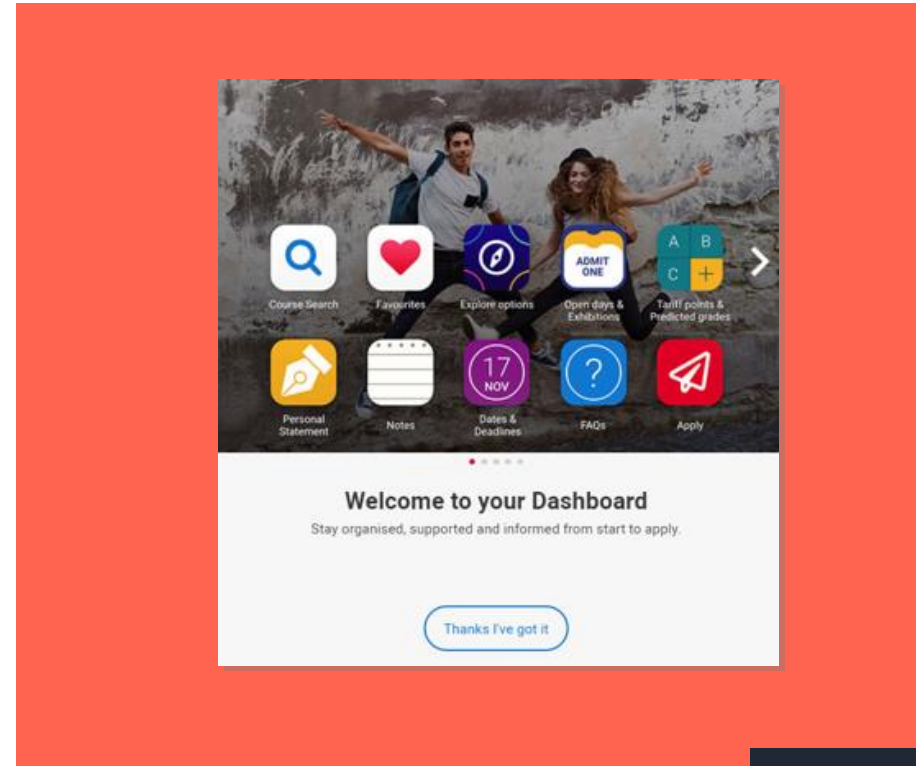 A B
C +
ADMIT
ONE
Course Search
Favourites
Explore options
Open days &
Exhibitions
Tariff points &
Predicted grades
17
NOV
?
Personal
Statement
Notes
Dates &
Deadlines
FAQs
Apply
Welcome to your Dashboard
Stay organised, supported and informed from start to apply.
Thanks I've got it